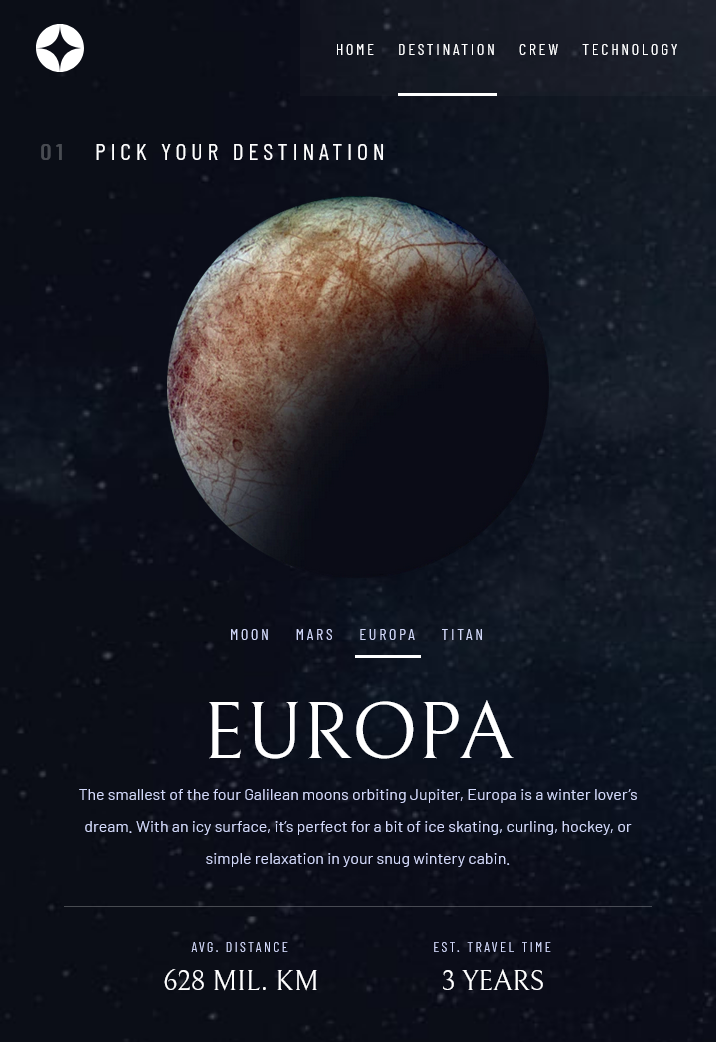 HOME DESTINATION CREW TECHNOLOGY
01 PICK YOUR DESTINATION
MOON MARS EUROPA TITAN
EUROPA
The smallest of the four Galilean moons orbiting Jupiter, Europa is a winter lover’s
dream. With an icy surface, it’s perfect for a bit of ice skating, curling, hockey, or
simple relaxation in your snug wintery cabin.
AVG. DISTANCE EST. TRAVEL TIME
628 MIL. KM 3 YEARS